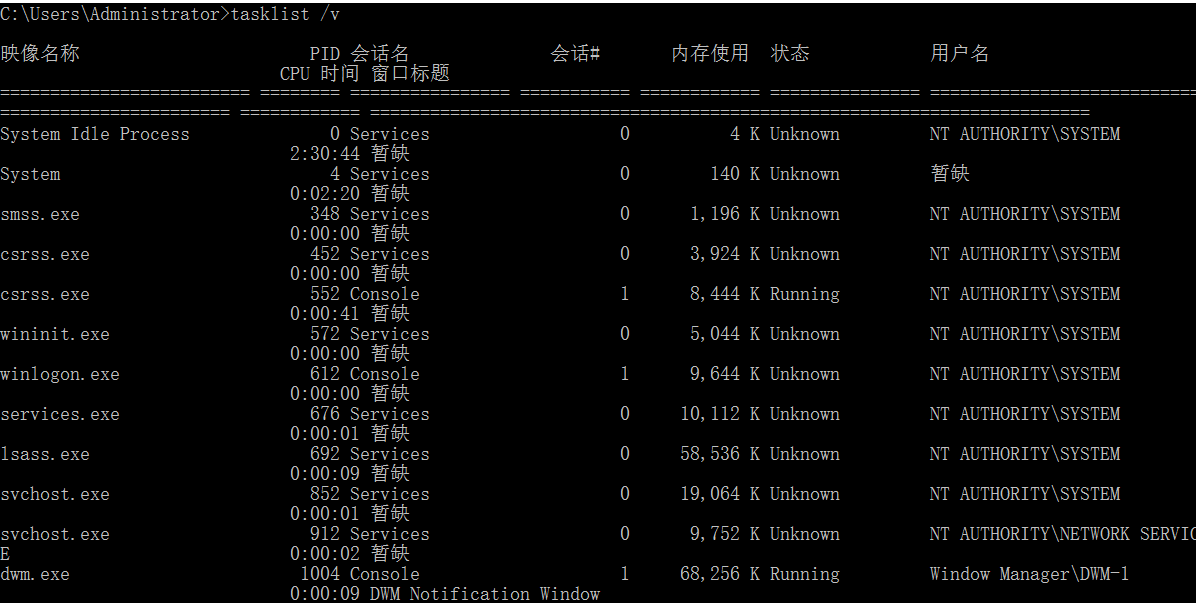 C:\Users\Administrator>tasklist /v
映像名称 PID 会话名 会话# 内存使用 状态 用户名
CPU 时间 窗口标题
========================= ======== ================ =========== ============ =============== ===========================
======================= ============ ========================================================================
System Idle Process 0 Services 0 4 K Unknown NT AUTHORITY\SYSTEM
2:30:44 暂缺
System 4 Services 0 140 K Unknown 暂缺
0:02:20 暂缺
smss.exe 348 Services 0 1,196 K Unknown NT AUTHORITY\SYSTEM
0:00:00 暂缺
csrss.exe 452 Services 0 3,924 K Unknown NT AUTHORITY\SYSTEM
0:00:00 暂缺
csrss.exe 552 Console 1 8,444 K Running NT AUTHORITY\SYSTEM
0:00:41 暂缺
wininit.exe 572 Services 0 5,044 K Unknown NT AUTHORITY\SYSTEM
0:00:00 暂缺
winlogon.exe 612 Console 1 9,644 K Unknown NT AUTHORITY\SYSTEM
0:00:00 暂缺
services.exe 676 Services 0 10,112 K Unknown NT AUTHORITY\SYSTEM
0:00:01 暂缺
lsass.exe 692 Services 0 58,536 K Unknown NT AUTHORITY\SYSTEM
0:00:09 暂缺
svchost.exe 852 Services 0 19,064 K Unknown NT AUTHORITY\SYSTEM
0:00:01 暂缺
svchost.exe 912 Services 0 9,752 K Unknown NT AUTHORITY\NETWORK SERVIC
E 0:00:02 暂缺
dwm.exe 1004 Console 1 68,256 K Running Window Manager\DWM-1
0:00:09 DWM Notification Window